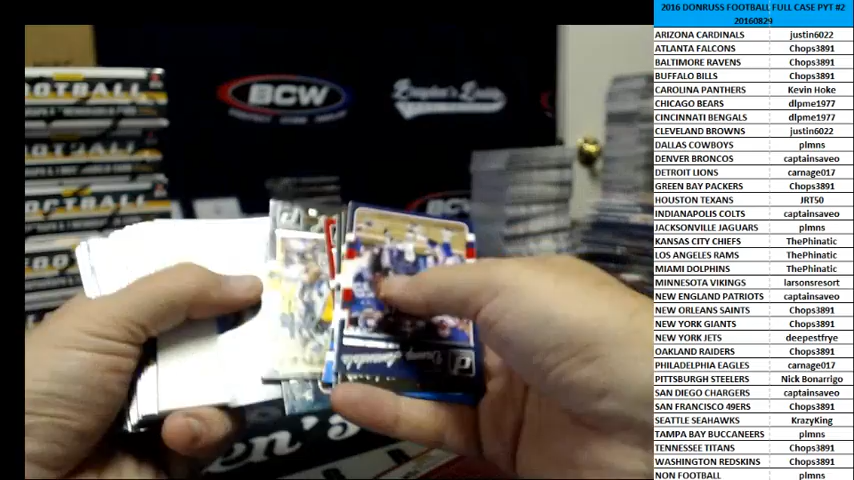 2016 DONRUSS FOOTBALL FULL CASE PYT #2
20160829
ARIZONA CARDINALS justin6022
ATLANTA FALCONS Chops3891
BALTIMORE RAVENS Chops3891
BUFFALO BILLS Chops3891
CAROLINA PANTHERS Kevin Hoke
CHICAGO BEARS dlpme1977
CINCINNATI BENGALS dlpme1977
CLEVELAND BROWNS justin6022
DALLAS COWBOYS plmns
DENVER BRONCOS captainsaveo
DETROIT LIONS carnage017
GREEN BAY PACKERS Chops3891
HOUSTON TEXANS JRT50
INDIANAPOLIS COLTS captainsaveo
JACKSONVILLE JAGUARS plmns
KANSAS CITY CHIEFS ThePhinatic
LOS ANGELES RAMS ThePhinatic
MIAMI DOLPHINS ThePhinatic
MINNESOTA VIKINGS larsonsresort
NEW ENGLAND PATRIOTS captainsaveo
NEW ORLEANS SAINTS Chops3891
NEW YORK GIANTS Chops3891
NEW YORK JETS deepestfrye
OAKLAND RAIDERS Chops3891
PHILADELPHIA EAGLES carnage017
PITTSBURGH STEELERS Nick Bonarrigo
SAN DIEGO CHARGERS captainsaveo
SAN FRANCISCO 49ERS Chops3891
SEATTLE SEAHAWKS KrazyKing
TAMPA BAY BUCCANEERS plmns
TENNESSEE TITANS Chops3891
WASHINGTON REDSKINS Chops3891
NON FOOTBALL plmns
BCW
BCW